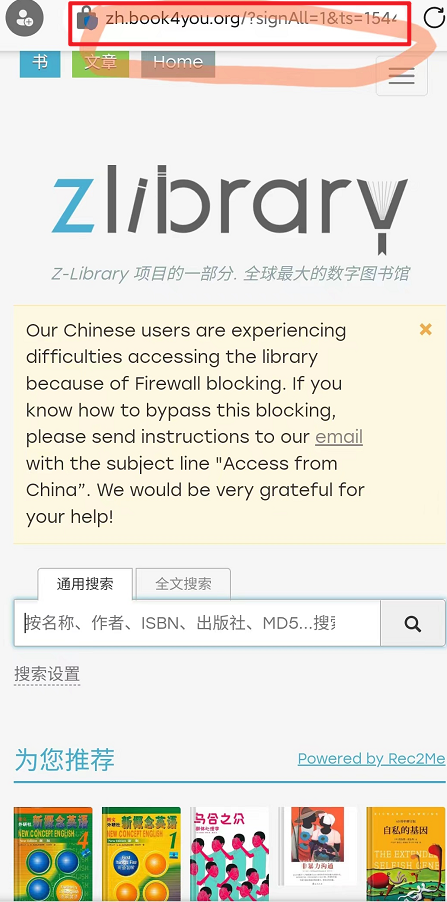 zh.book4you.org/?signAll=1&ts=154
书 文章 Home
zlibrary
Z-Library 项目的一部分. 全球最大的数字图书馆
Our Chinese users are experiencing
difficulties accessing the library
because of Firewall blocking. If you
know how to bypass this blocking,
please send instructions to our email
with the subject line "Access from
China”. We would be very grateful for
your help!
通用搜索 全文搜索
按名称、作者、ISBN、出版社、MD5...搜索
搜索设置
为您推荐 Powered by Rec2Me
新概念英语
NEW CONCEPT ENGLISH
4
新概念英语
NEW CONCEPT ENGLISH
1
乌合之众
非暴力沟通
自私的基因
THE EXTENDED
SELFISH GENE